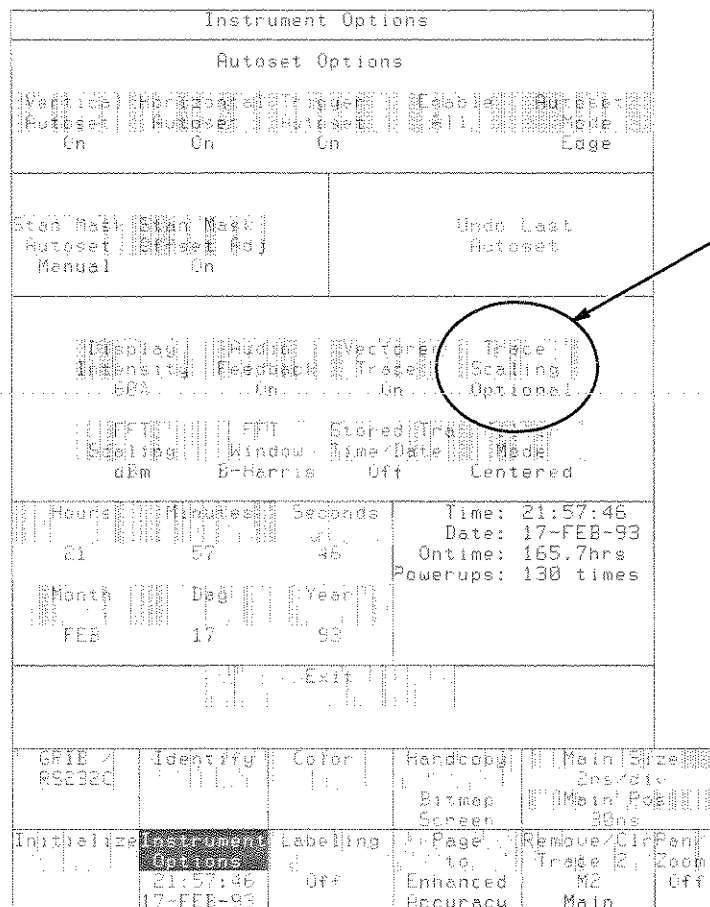 Instrument Options
Autoset Options
Vertical Horizontal Trigger Enable Autoset
Autoset Autoset Autoset All Mode
On On On Edge
Stan Mask Stan Mask Undo Last
Autoset Offset Adj Autoset
Manual On
Display Audio Vectored Trace
Intensity Feedback Trace Scaling
60% On On Optional
FFT FFT Stored Tra
Scaling Window Time/Date Mode
dBm B-Harris Off Centered
Hours Minutes Seconds Time: 21:57:46
Date: 17-FEB-93
21 57 46 Ontime: 165.7hrs
Powerups: 130 times
Month Day Year
FEB 17 93
Exit
GPIB / Identify Color Hardcopy Main Size
RS232C 2ns/div
Bitmap Main Pos
Screen 30ns
Initialize Instrument Labeling Page Remove/Clr Pan/
Options to Trace 2 Zoom
21:57:46 Off Enhanced M2 Off
17-FEB-93 Accuracy Main